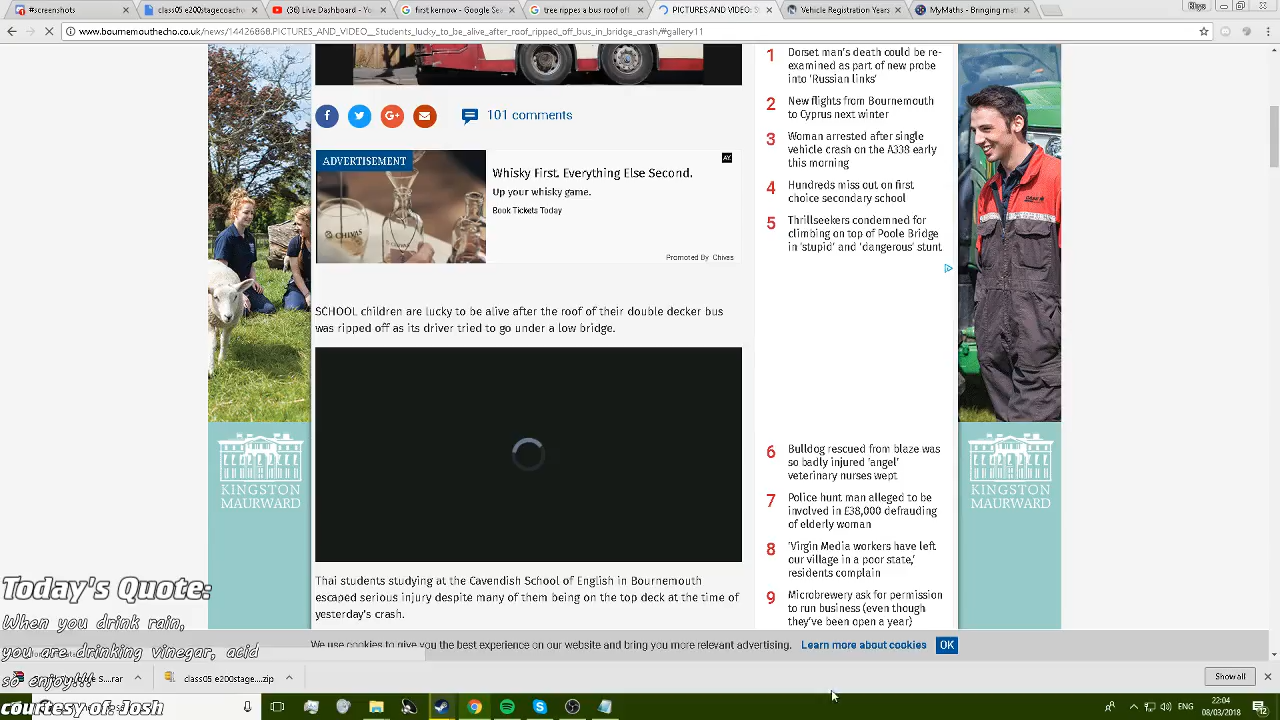 #screenshots
class05 e200stagecoach
(36) Live Dashboard - Yo
first kernow - Google Se
tree ripples a bus roof of
PICTURES AND VIDEO: S
Vehicle Registration Years
MyMaths - Bringing mat
Rhys
www.bournemouthecho.co.uk/news/14426868.PICTURES_AND_VIDEO__Students_lucky_to_be_alive_after_roof_ripped_off_bus_in_bridge_crash/#gallery11
101 comments
ADVERTISEMENT
AY
CHIVAS
Whisky First. Everything Else Second.
Up your whisky game.
Book Tickets Today
Promoted By Chivas
SCHOOL children are lucky to be alive after the roof of their double decker bus
was ripped off as its driver tried to go under a low bridge.
Thai students studying at the Cavendish School of English in Bournemouth
escaped serious injury despite many of them being on the top deck at the time of
yesterday's crash.
1 Dorset man's death could be re-
examined as part of new probe
into 'Russian links'
2 New flights from Bournemouth
to Cyprus next winter
3 Woman arrested after single
vehicle crash on the A338 early
this morning
4 Hundreds miss out on first
choice secondary school
5 Thrillseekers condemned for
climbing on top of Poole Bridge
in 'stupid' and 'dangerous' stunt
6 Bulldog rescued from blaze was
so badly injured 'angel'
veterinary nurses wept
7 Police hunt man alleged to be
involved in £38,000 defrauding
of elderly woman
8 'Virgin Media workers have left
our village in a poor state,'
residents complain
9 Microbrewery ask for permission
to run business (even though
they've been open a year)
KINGSTON
MAURWARD
KINGSTON
MAURWARD
We use cookies to give you the best experience on our website and bring you more relevant advertising. Learn more about cookies OK
Today's Quote:
When you drink rain,
you are drinking vinegar, and
so enjoy!!!
courtesy of: Josh
class05 e200stage....zip
Show all
ENG
22:04
08/03/2018